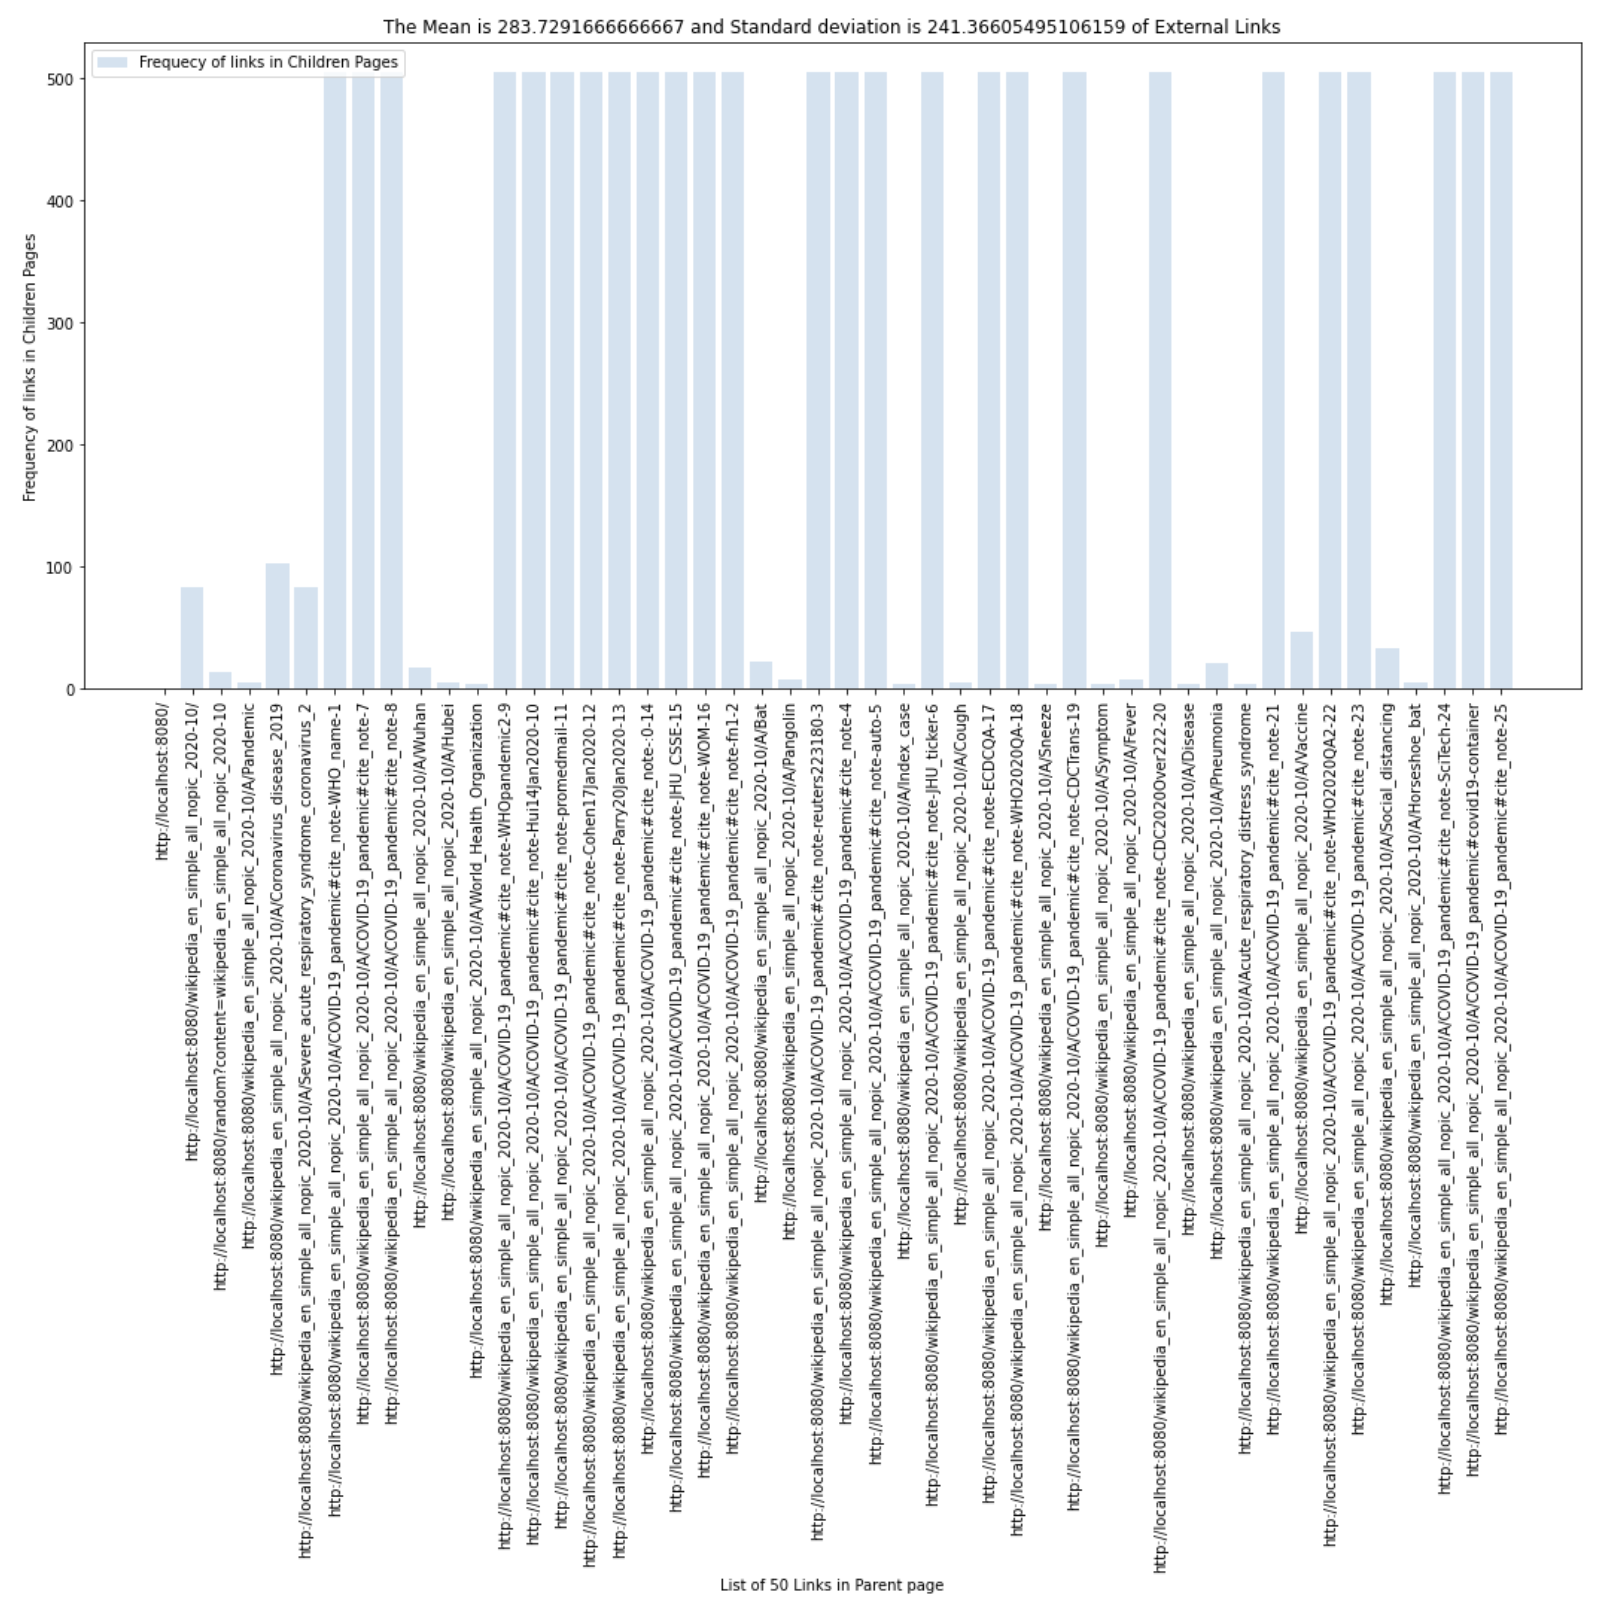 The Mean is 283.7291666666667 and Standard deviation is 241.36605495106159 of External Links
Frequecy of links in Children Pages
Frequency of links in Children Pages
500
400
300
200
100
0
http://localhost:8080/
http://localhost:8080/wikipedia_en_simple_all_nopic_2020-10/
http://localhost:8080/random?content=wikipedia_en_simple_all_nopic_2020-10
http://localhost:8080/wikipedia_en_simple_all_nopic_2020-10/A/Pandemic
http://localhost:8080/wikipedia_en_simple_all_nopic_2020-10/A/Coronavirus_disease_2019
http://localhost:8080/wikipedia_en_simple_all_nopic_2020-10/A/Severe_acute_respiratory_syndrome_coronavirus_2
http://localhost:8080/wikipedia_en_simple_all_nopic_2020-10/A/COVID-19_pandemic#cite_note-WHO_name-1
http://localhost:8080/wikipedia_en_simple_all_nopic_2020-10/A/COVID-19_pandemic#cite_note-7
http://localhost:8080/wikipedia_en_simple_all_nopic_2020-10/A/COVID-19_pandemic#cite_note-8
http://localhost:8080/wikipedia_en_simple_all_nopic_2020-10/A/Wuhan
http://localhost:8080/wikipedia_en_simple_all_nopic_2020-10/A/Hubei
http://localhost:8080/wikipedia_en_simple_all_nopic_2020-10/A/World_Health_Organization
http://localhost:8080/wikipedia_en_simple_all_nopic_2020-10/A/COVID-19_pandemic#cite_note-WHOpandemic2-9
http://localhost:8080/wikipedia_en_simple_all_nopic_2020-10/A/COVID-19_pandemic#cite_note-Hui14Jan2020-10
http://localhost:8080/wikipedia_en_simple_all_nopic_2020-10/A/COVID-19_pandemic#cite_note-promedmail-11
http://localhost:8080/wikipedia_en_simple_all_nopic_2020-10/A/COVID-19_pandemic#cite_note-Cohen17Jan2020-12
http://localhost:8080/wikipedia_en_simple_all_nopic_2020-10/A/COVID-19_pandemic#cite_note-Parry20Jan2020-13
http://localhost:8080/wikipedia_en_simple_all_nopic_2020-10/A/COVID-19_pandemic#cite_note-:0-14
http://localhost:8080/wikipedia_en_simple_all_nopic_2020-10/A/COVID-19_pandemic#cite_note-JHU_CSSE-15
http://localhost:8080/wikipedia_en_simple_all_nopic_2020-10/A/COVID-19_pandemic#cite_note-WOM-16
http://localhost:8080/wikipedia_en_simple_all_nopic_2020-10/A/COVID-19_pandemic#cite_note-fn1-2
http://localhost:8080/wikipedia_en_simple_all_nopic_2020-10/A/Bat
http://localhost:8080/wikipedia_en_simple_all_nopic_2020-10/A/Pangolin
http://localhost:8080/wikipedia_en_simple_all_nopic_2020-10/A/COVID-19_pandemic#cite_note-reuters223180-3
http://localhost:8080/wikipedia_en_simple_all_nopic_2020-10/A/COVID-19_pandemic#cite_note-4
http://localhost:8080/wikipedia_en_simple_all_nopic_2020-10/A/COVID-19_pandemic#cite_note-auto-5
http://localhost:8080/wikipedia_en_simple_all_nopic_2020-10/A/Index_case
http://localhost:8080/wikipedia_en_simple_all_nopic_2020-10/A/COVID-19_pandemic#cite_note-JHU_ticker-6
http://localhost:8080/wikipedia_en_simple_all_nopic_2020-10/A/Cough
http://localhost:8080/wikipedia_en_simple_all_nopic_2020-10/A/COVID-19_pandemic#cite_note-ECDCQA-17
http://localhost:8080/wikipedia_en_simple_all_nopic_2020-10/A/COVID-19_pandemic#cite_note-WHO2020QA-18
http://localhost:8080/wikipedia_en_simple_all_nopic_2020-10/A/Sneeze
http://localhost:8080/wikipedia_en_simple_all_nopic_2020-10/A/COVID-19_pandemic#cite_note-CDCTrans-19
http://localhost:8080/wikipedia_en_simple_all_nopic_2020-10/A/Symptom
http://localhost:8080/wikipedia_en_simple_all_nopic_2020-10/A/Fever
http://localhost:8080/wikipedia_en_simple_all_nopic_2020-10/A/COVID-19_pandemic#cite_note-CDC2020Over222-20
http://localhost:8080/wikipedia_en_simple_all_nopic_2020-10/A/Disease
http://localhost:8080/wikipedia_en_simple_all_nopic_2020-10/A/Pneumonia
http://localhost:8080/wikipedia_en_simple_all_nopic_2020-10/A/Acute_respiratory_distress_syndrome
http://localhost:8080/wikipedia_en_simple_all_nopic_2020-10/A/COVID-19_pandemic#cite_note-21
http://localhost:8080/wikipedia_en_simple_all_nopic_2020-10/A/Vaccine
http://localhost:8080/wikipedia_en_simple_all_nopic_2020-10/A/COVID-19_pandemic#cite_note-WHO2020QA2-22
http://localhost:8080/wikipedia_en_simple_all_nopic_2020-10/A/COVID-19_pandemic#cite_note-23
http://localhost:8080/wikipedia_en_simple_all_nopic_2020-10/A/Social_distancing
http://localhost:8080/wikipedia_en_simple_all_nopic_2020-10/A/Horseshoe_bat
http://localhost:8080/wikipedia_en_simple_all_nopic_2020-10/A/COVID-19_pandemic#cite_note-SciTech-24
http://localhost:8080/wikipedia_en_simple_all_nopic_2020-10/A/COVID-19_pandemic#covid19-container
http://localhost:8080/wikipedia_en_simple_all_nopic_2020-10/A/COVID-19_pandemic#cite_note-25
List of 50 Links in Parent page